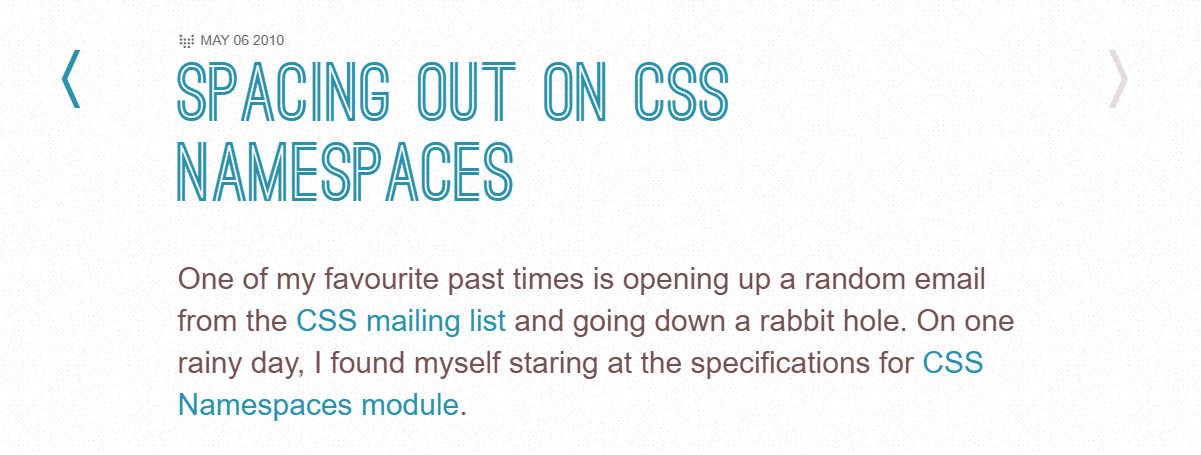 MAY 06 2010
SPACING OUT ON CSS
NAMESPACES
One of my favourite past times is opening up a random email
from the CSS mailing list and going down a rabbit hole. On one
rainy day, I found myself staring at the specifications for CSS
Namespaces module.